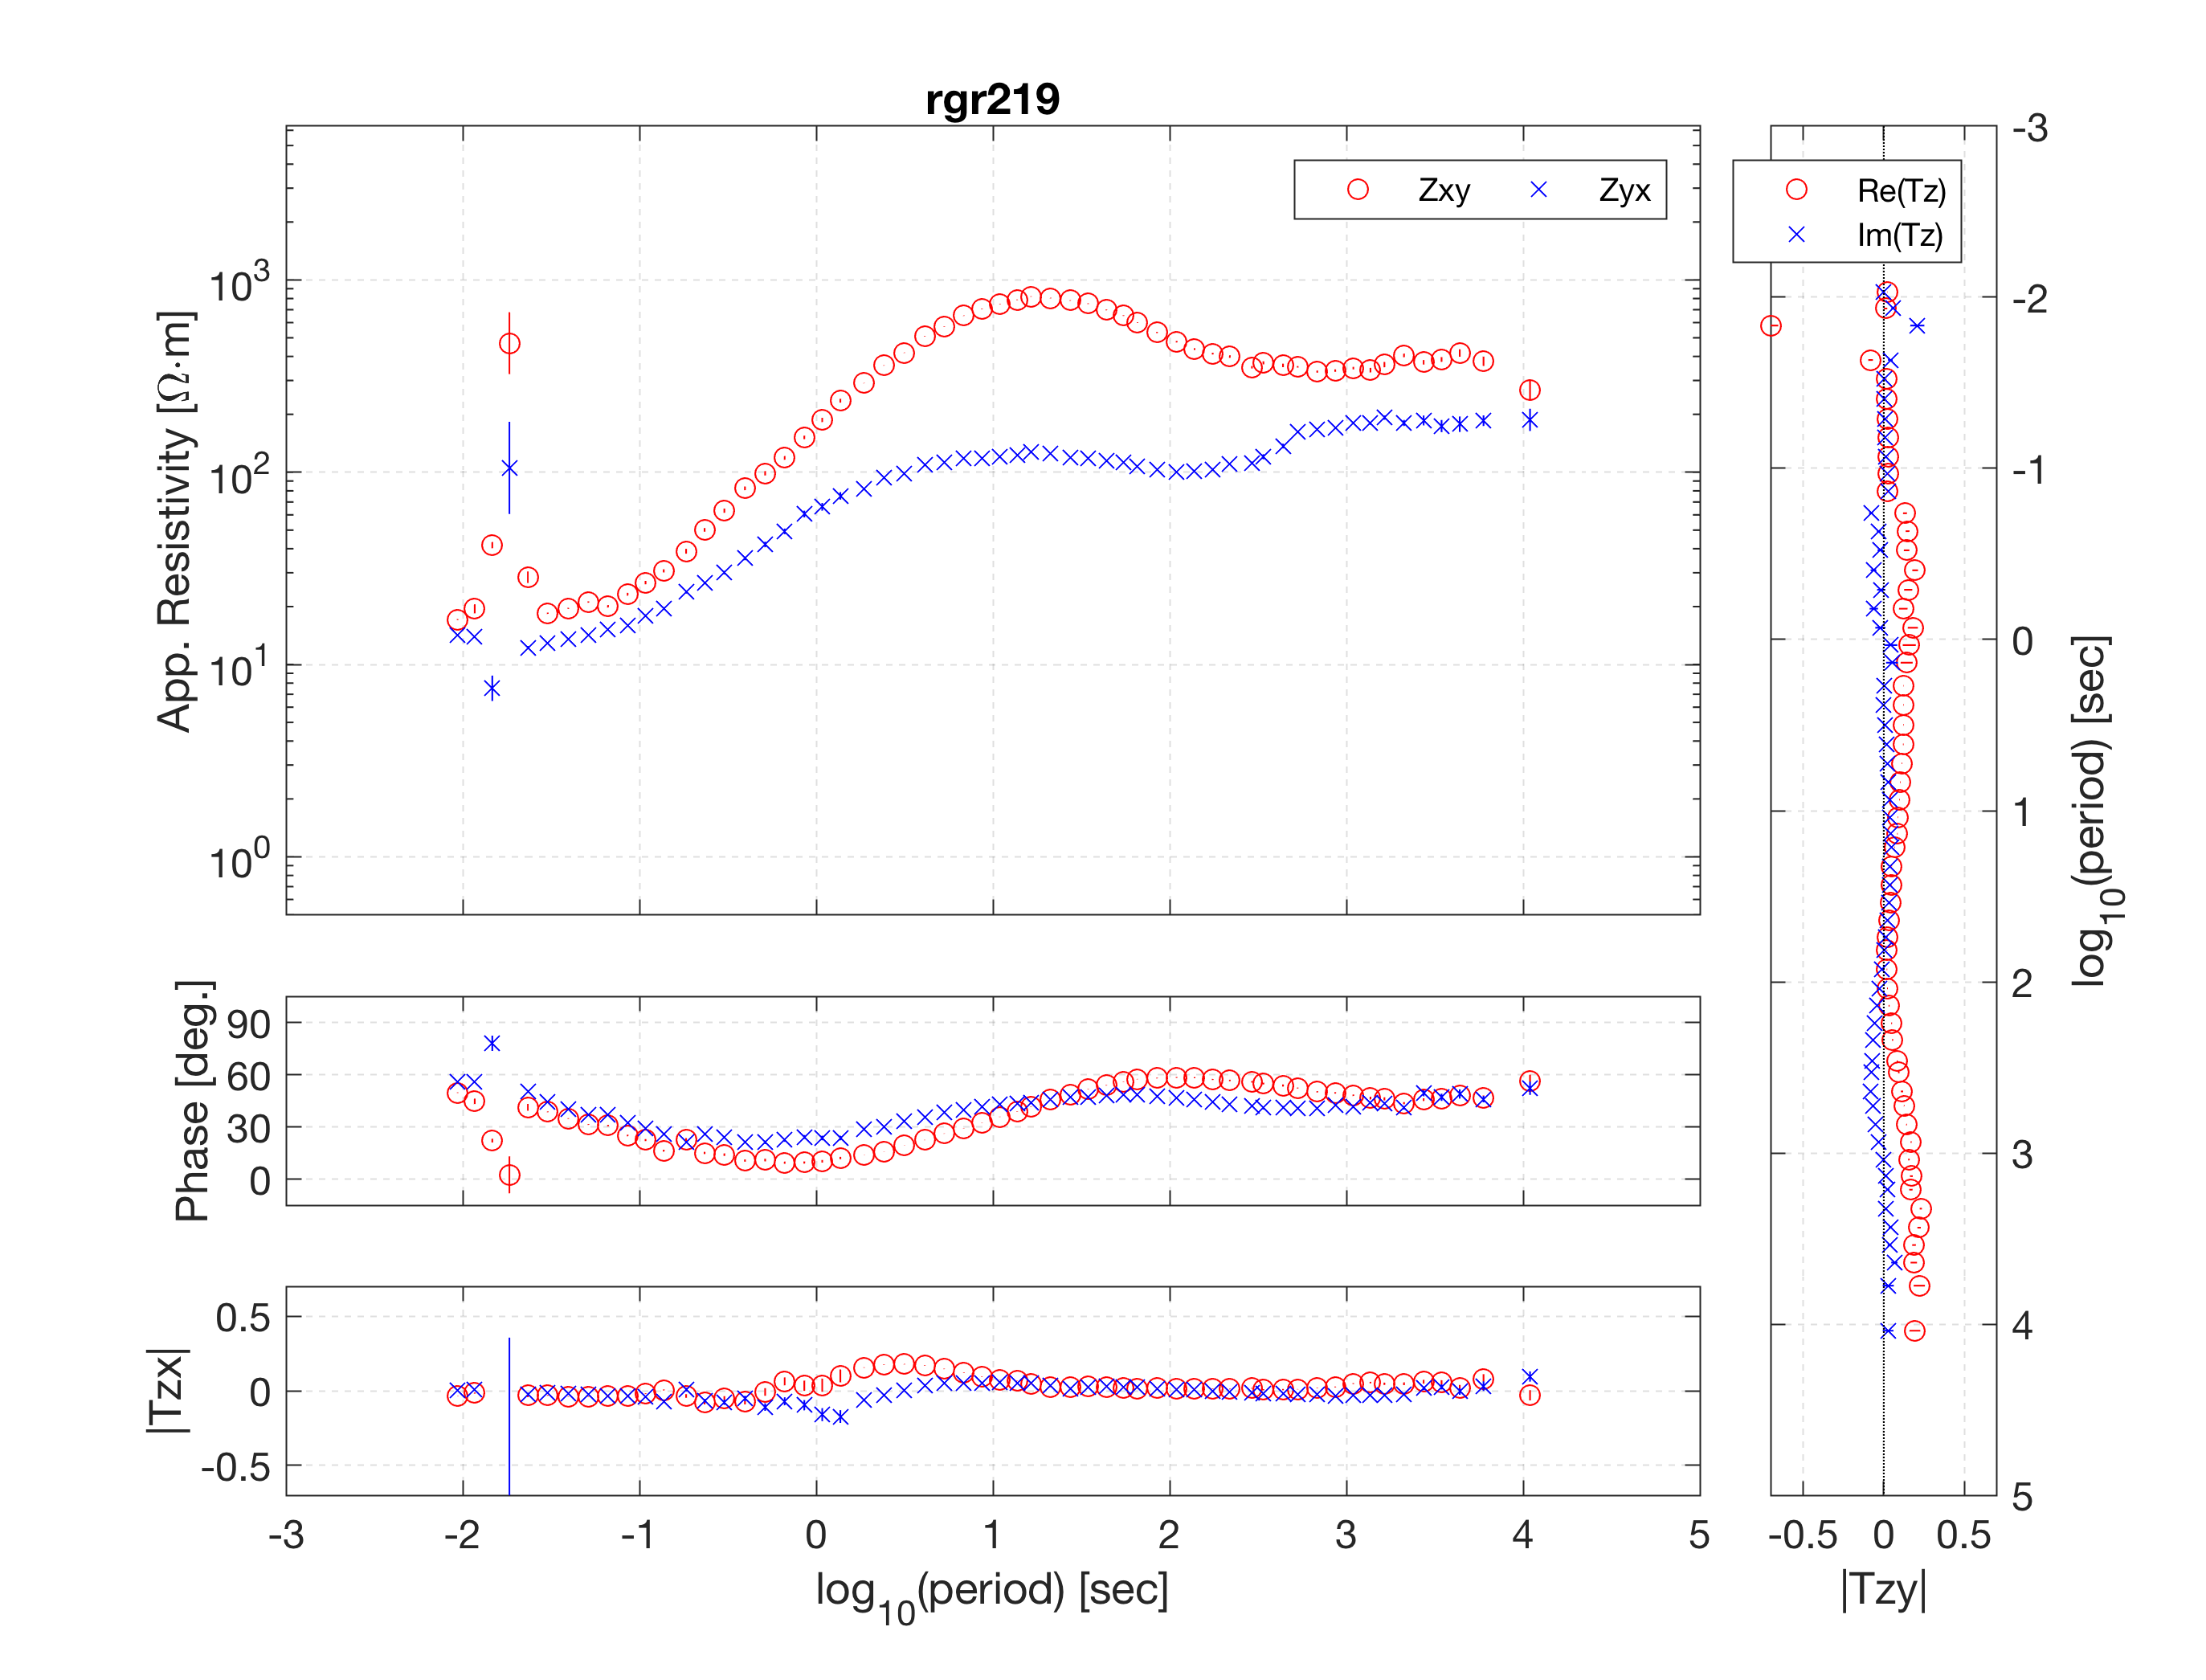 rgr219
Zxy Zyx
Re(Tz)
Im(Tz)
App. Resistivity [Ω·m]
10^3
10^2
10^1
10^0
Phase [deg.]
90
60
30
0
|Tzx|
0.5
0
-0.5
-3 -2 -1 0 1 2 3 4 5
log_10(period) [sec]
-3
-2
-1
0
1
2
3
4
5
log_10(period) [sec]
-0.5 0 0.5
|Tzy|